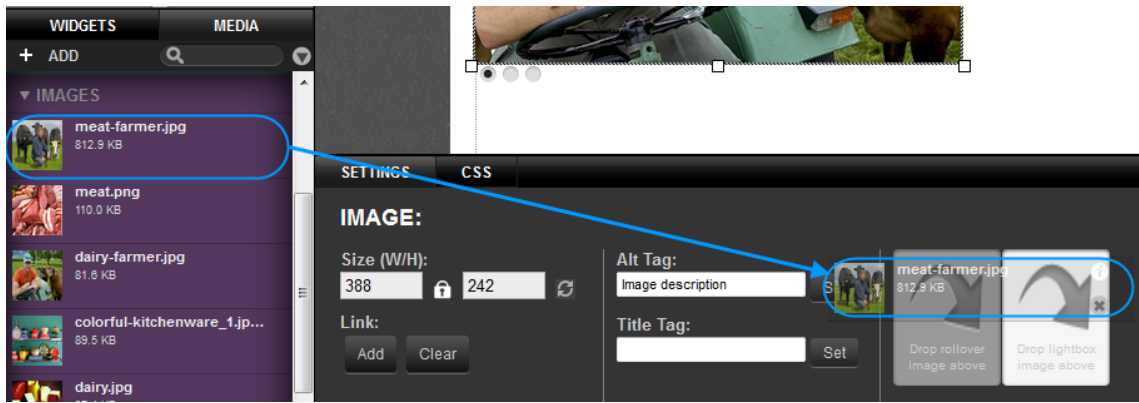 WIDGETS
MEDIA
+ ADD
▼ IMAGES
meat-farmer.jpg
812.9 KB
meat.png
110.0 KB
dairy-farmer.jpg
81.6 KB
colorful-kitchenware_1.jp...
89.5 KB
dairy.jpg
SETTINGS
CSS
IMAGE:
Size (W/H):
388
242
Link:
Add
Clear
Alt Tag:
Image description
Title Tag:
Set
meat-farmer.jpg
812.9 KB
Drop rollover
image above
Drop lightbox
image above